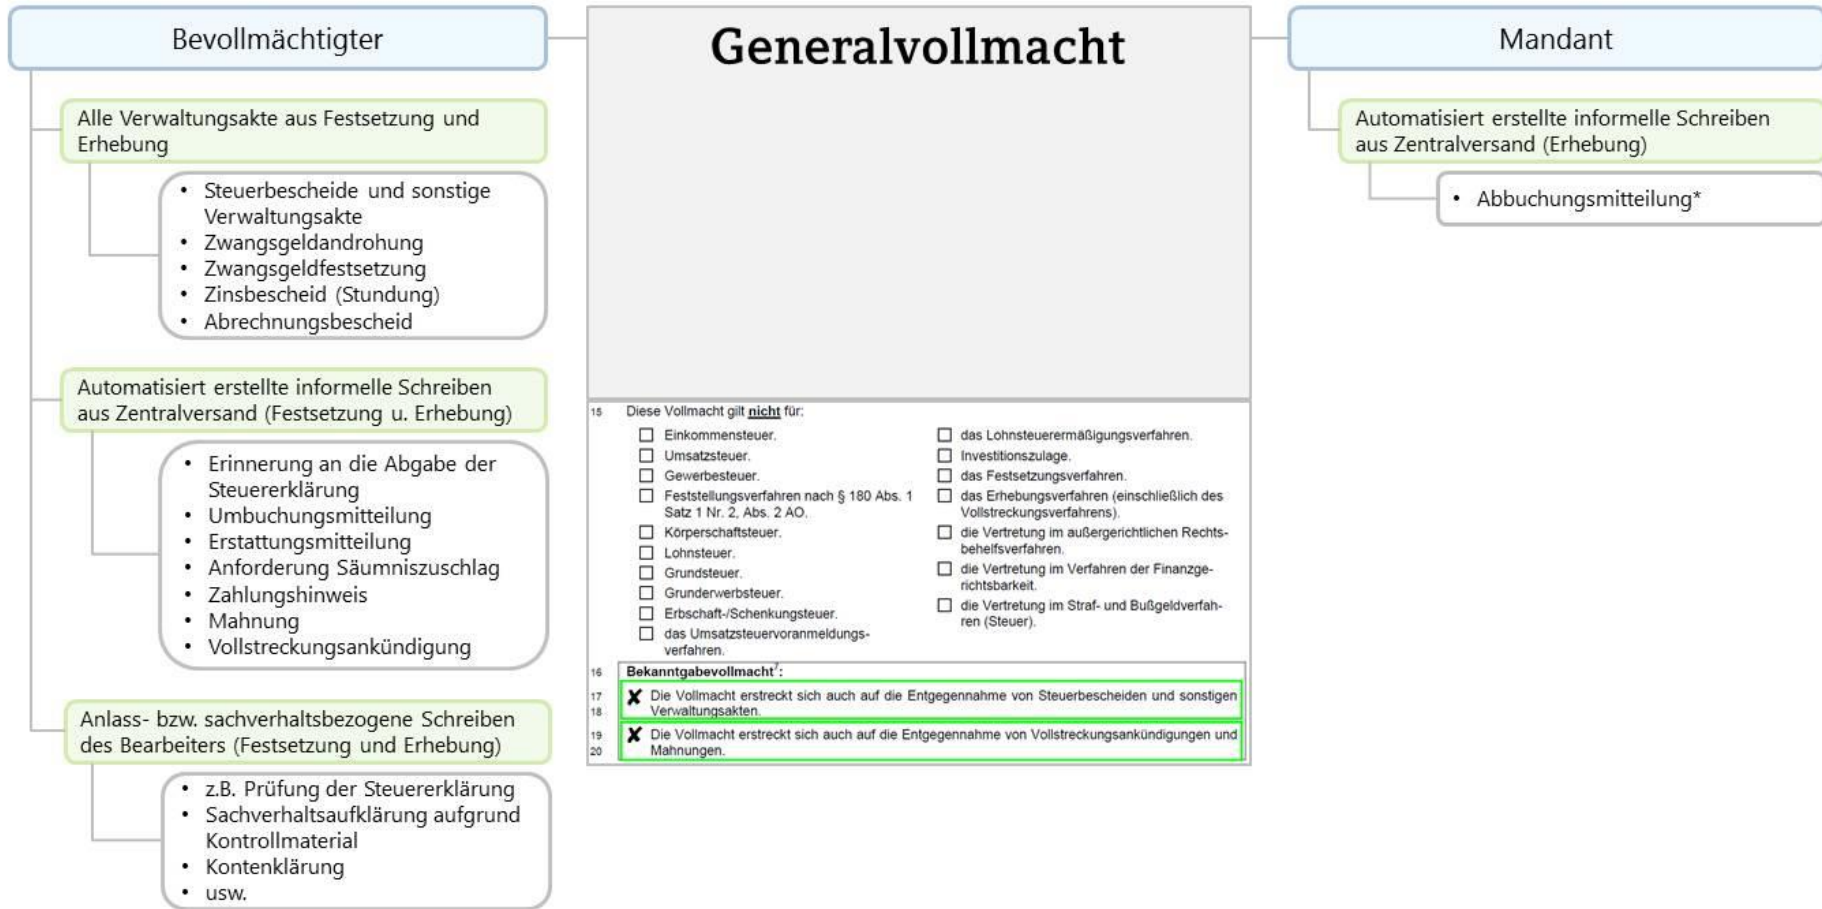 Bevollmächtigter
Alle Verwaltungsakte aus Festsetzung und
Erhebung
• Steuerbescheide und sonstige
Verwaltungsakte
• Zwangsgeldandrohung
• Zwangsgeldfestsetzung
• Zinsbescheid (Stundung)
• Abrechnungsbescheid
Automatisiert erstellte informelle Schreiben
aus Zentralversand (Festsetzung u. Erhebung)
• Erinnerung an die Abgabe der
Steuererklärung
• Umbuchungsmitteilung
• Erstattungsmitteilung
• Anforderung Säumniszuschlag
• Zahlungshinweis
• Mahnung
• Vollstreckungsankündigung
Anlass- bzw. sachverhaltsbezogene Schreiben
des Bearbeiters (Festsetzung und Erhebung)
• z.B. Prüfung der Steuererklärung
• Sachverhaltsaufklärung aufgrund
Kontrollmaterial
• Kontenklärung
• usw.
Generalvollmacht
15 Diese Vollmacht gilt nicht für:
Einkommensteuer.
Umsatzsteuer.
Gewerbesteuer.
Feststellungsverfahren nach § 180 Abs. 1
Satz 1 Nr. 2, Abs. 2 AO.
Körperschaftsteuer.
Lohnsteuer.
Grundsteuer.
Grunderwerbsteuer.
Erbschaft-/Schenkungsteuer.
das Umsatzsteuervoranmeldungs-
verfahren.
das Lohnsteuerermäßigungsverfahren.
Investitionszulage.
das Festsetzungsverfahren.
das Erhebungsverfahren (einschließlich des
Vollstreckungsverfahrens).
die Vertretung im außergerichtlichen Rechts-
behelfsverfahren.
die Vertretung im Verfahren der Finanzge-
richtsbarkeit.
die Vertretung im Straf- und Bußgeldverfah-
ren (Steuer).
16 Bekanntgabevollmacht⁷:
17 ✘ Die Vollmacht erstreckt sich auch auf die Entgegennahme von Steuerbescheiden und sonstigen
18 Verwaltungsakten.
19 ✘ Die Vollmacht erstreckt sich auch auf die Entgegennahme von Vollstreckungsankündigungen und
20 Mahnungen.
Mandant
Automatisiert erstellte informelle Schreiben
aus Zentralversand (Erhebung)
• Abbuchungsmitteilung*